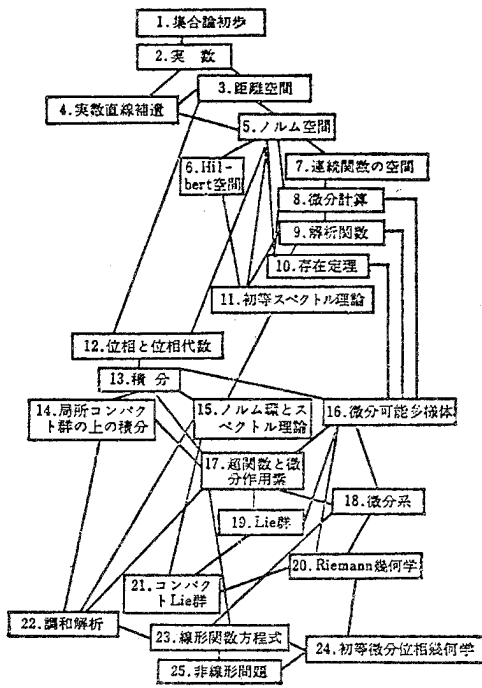 1.集合論初歩
2.実 数
3.距離空間
4.実数直線補遺
5.ノルム空間
6.Hil-
bert空間
7.連続関数の空間
8.微分計算
9.解析関数
10.存在定理
11.初等スペクトル理論
12.位相と位相代数
13.積 分
14.局所コンパク
ト群の上の積分
15.ノルム環とス
ペクトル理論
16.微分可能多様体
17.超関数と微
分作用素
18.微分系
19.Lie群
20.Riemann幾何学
21.コンパク
トLie群
22.調和解析
23.線形関数方程式
24.初等微分位相幾何学
25.非線形問題